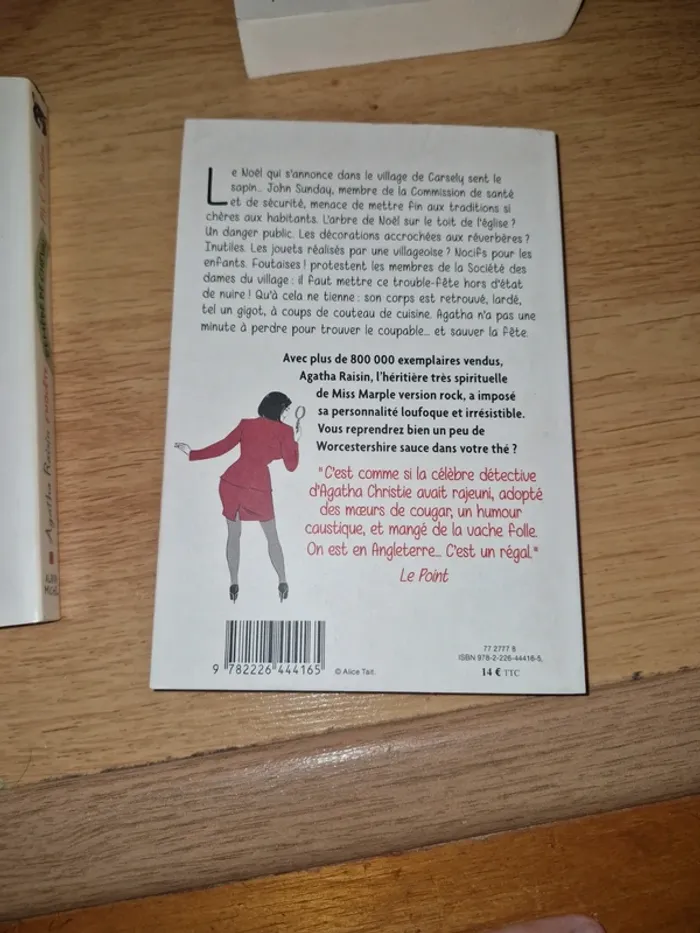 Le Noël qui s'annonce dans le village de Carsely sent le
sapin... John Sunday, membre de la Commission de santé
et de sécurité, menace de mettre fin aux traditions si
chères aux habitants. L'arbre de Noël sur le toit de l'église ?
Un danger public. Les décorations accrochées aux réverbères ?
Inutiles. Les jouets réalisés par une villageoise ? Nocifs pour les
enfants. Foutaises ! protestent les membres de la Société des
dames du village : il faut mettre ce trouble-fête hors d'état
de nuire ! Qu'à cela ne tienne : son corps est retrouvé, lardé,
tel un gigot, à coups de couteau de cuisine. Agatha n'a pas une
minute à perdre pour trouver le coupable... et sauver la fête.
Avec plus de 800 000 exemplaires vendus,
Agatha Raisin, l'héritière très spirituelle
de Miss Marple version rock, a imposé
sa personnalité loufoque et irrésistible.
Vous reprendrez bien un peu de
Worcestershire sauce dans votre thé ?
"C'est comme si la célèbre détective
d'Agatha Christie avait rajeuni, adopté
des mœurs de cougar, un humour
caustique, et mangé de la vache folle.
On est en Angleterre... C'est un régal."
Le Point
9 782226 444165
© Alice Tait.
77 2777 6
ISBN 978-2-226-44416-5
14 € TTC
Agatha Raisin enquête
ALBIN
MICHEL